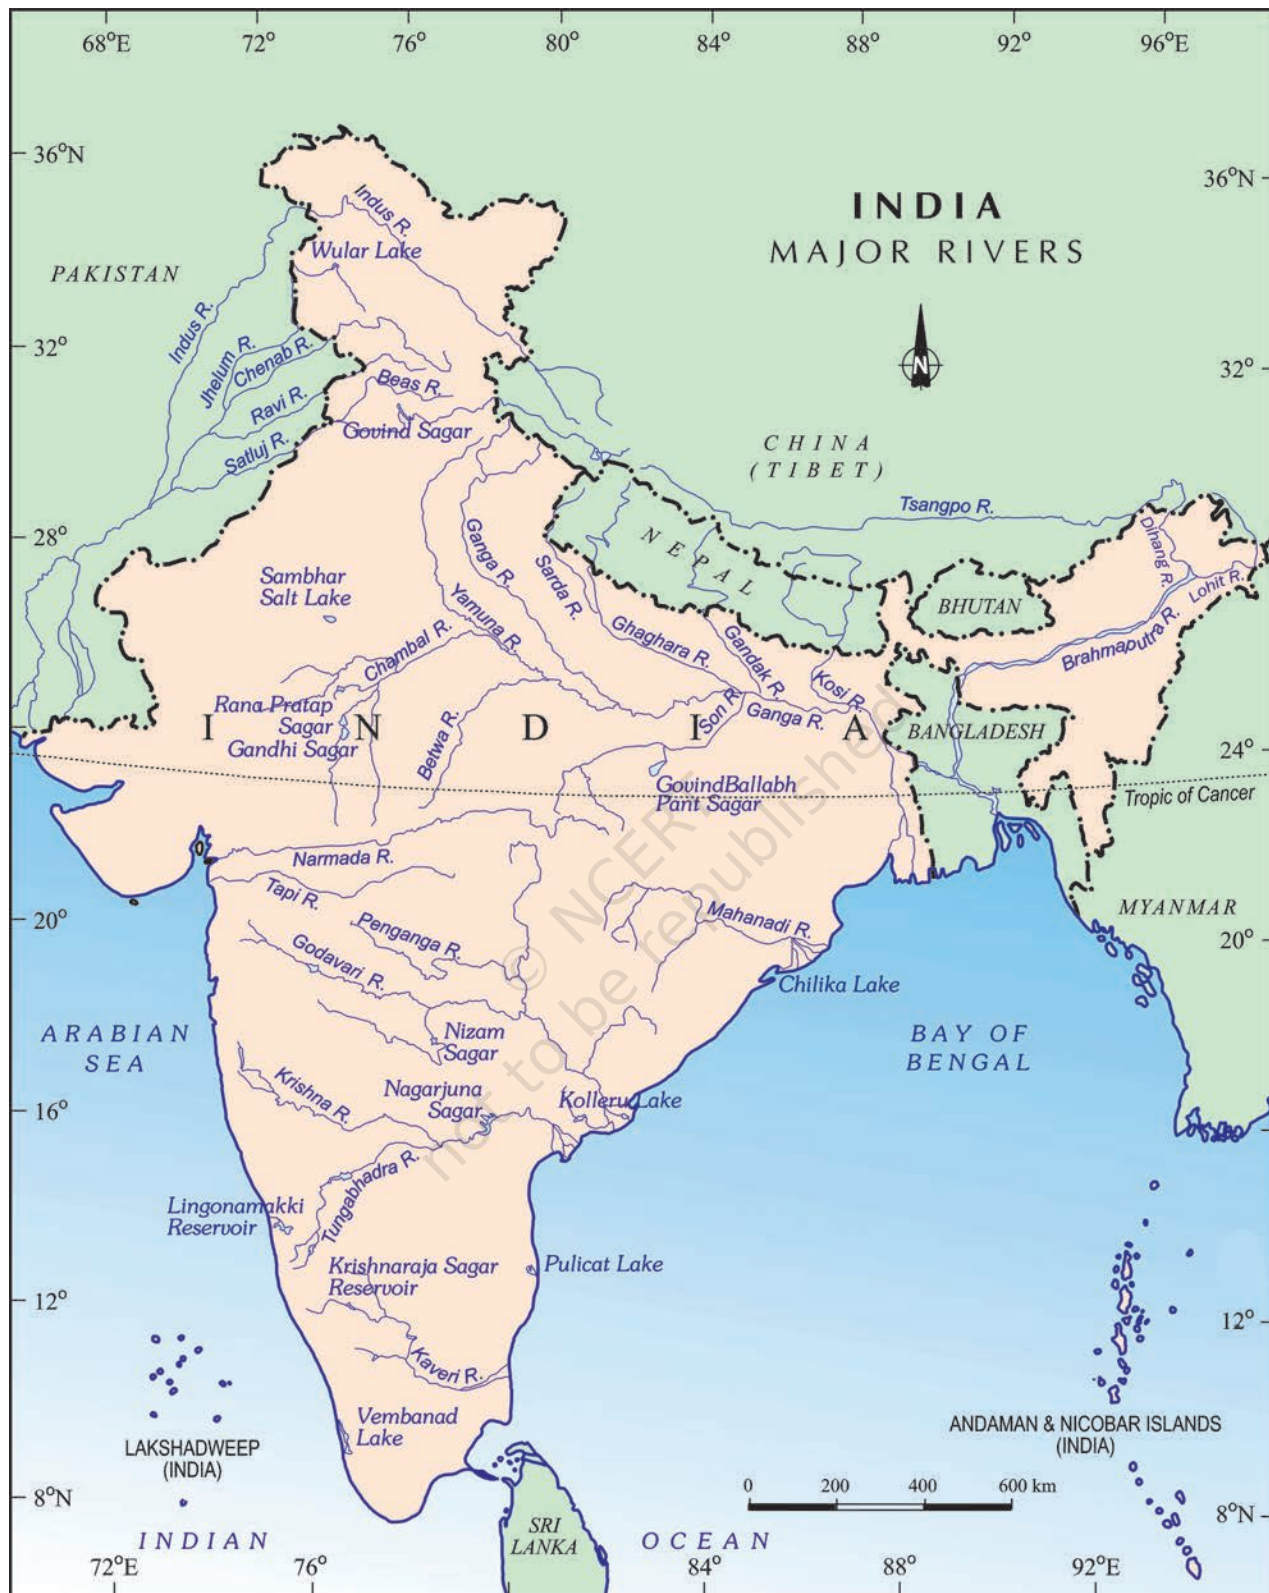 68°E 72° 76° 80° 84° 88° 92° 96°E
36°N
36°N
INDIA
MAJOR RIVERS
Indus R.
Wular Lake
PAKISTAN
N
Indus R.
32°
32°
Jhelum R.
Chenab R.
Beas R.
Ravi R.
Govind Sagar
Satluj R.
CHINA
(TIBET)
Tsangpo R.
28°
28°
Dihang R.
Lohit R.
NEPAL
BHUTAN
Brahmaputra R.
Ganga R.
Sarda R.
Sambhar
Salt Lake
Yamuna R.
Ghaghara R.
Chambal R.
Gandak R.
Kosi R.
Rana Pratap
Sagar
Gandhi Sagar
Betwa R.
Son R.
Ganga R.
INDIA
BANGLADESH
24°
24°
GovindBallabh
Pant Sagar
Tropic of Cancer
Narmada R.
Tapi R.
Penganga R.
Mahanadi R.
MYANMAR
20°
20°
Godavari R.
Chilika Lake
© NCERT
not to be republished
ARABIAN
SEA
Nizam
Sagar
BAY OF
BENGAL
Krishna R.
Nagarjuna
Sagar
Kolleru Lake
16°
16°
Tungabhadra R.
Lingonamakki
Reservoir
Krishnaraja Sagar
Reservoir
Pulicat Lake
12°
12°
Kaveri R.
Vembanad
Lake
LAKSHADWEEP
(INDIA)
ANDAMAN & NICOBAR ISLANDS
(INDIA)
0 200 400 600 km
8°N
8°N
SRI
LANKA
INDIAN OCEAN
72°E 76° 84° 88° 92°E